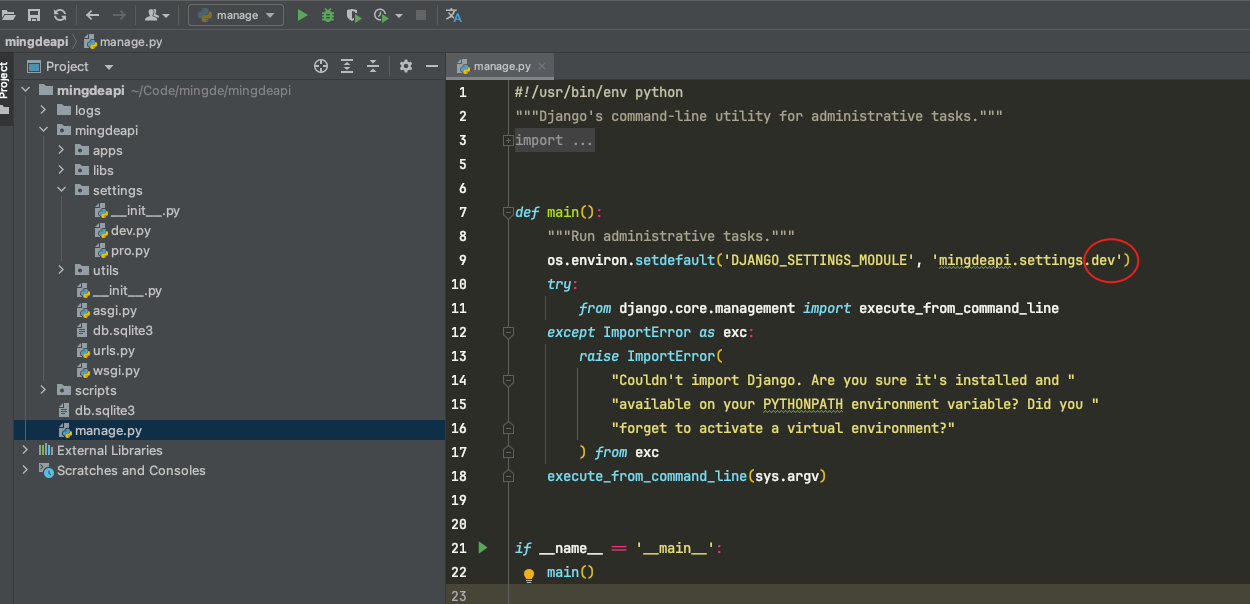 manage
mingdeapi
manage.py
Project
Project
manage.py
mingdeapi ~/Code/mingde/mingdeapi
logs
mingdeapi
apps
libs
settings
__init__.py
dev.py
pro.py
utils
__init__.py
asgi.py
db.sqlite3
urls.py
wsgi.py
scripts
db.sqlite3
manage.py
External Libraries
Scratches and Consoles
1 #!/usr/bin/env python
2 """Django's command-line utility for administrative tasks."""
3 import ...
5
6
7 def main():
8 """Run administrative tasks."""
9 os.environ.setdefault('DJANGO_SETTINGS_MODULE', 'mingdeapi.settings.dev')
10 try:
11 from django.core.management import execute_from_command_line
12 except ImportError as exc:
13 raise ImportError(
14 "Couldn't import Django. Are you sure it's installed and "
15 "available on your PYTHONPATH environment variable? Did you "
16 "forget to activate a virtual environment?"
17 ) from exc
18 execute_from_command_line(sys.argv)
19
20
21 if __name__ == '__main__':
22 main()
23